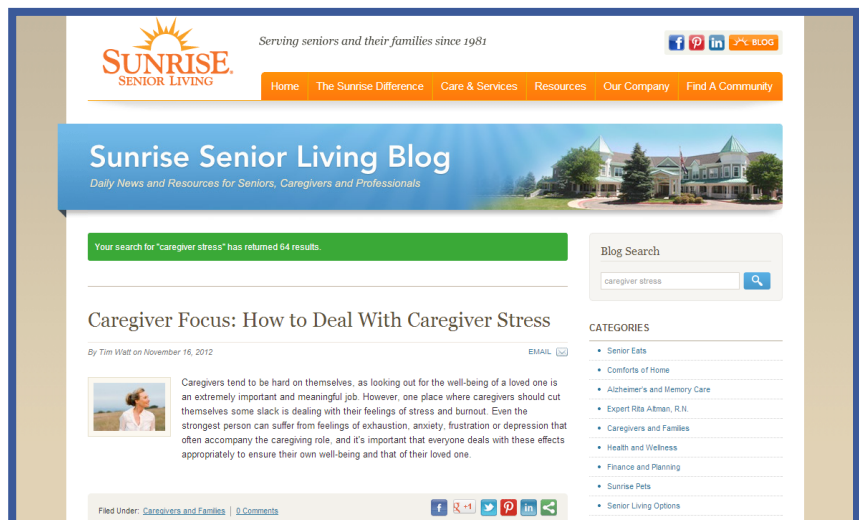 Serving seniors and their families since 1981
BLOG
SUNRISE
SENIOR LIVING
Home
The Sunrise Difference
Care & Services
Resources
Our Company
Find A Community
Sunrise Senior Living Blog
Daily News and Resources for Seniors, Caregivers and Professionals
Your search for "caregiver stress" has returned 64 results.
Caregiver Focus: How to Deal With Caregiver Stress
By Tim Watt on November 16, 2012
EMAIL
Caregivers tend to be hard on themselves, as looking out for the well-being of a loved one is
an extremely important and meaningful job. However, one place where caregivers should cut
themselves some slack is dealing with their feelings of stress and burnout. Even the
strongest person can suffer from feelings of exhaustion, anxiety, frustration or depression that
often accompany the caregiving role, and it's important that everyone deals with these effects
appropriately to ensure their own well-being and that of their loved one.
Filed Under: Caregivers and Families | 0 Comments
+1
Blog Search
caregiver stress
CATEGORIES
Senior Eats
Comforts of Home
Alzheimer's and Memory Care
Expert Rita Altman, R.N.
Caregivers and Families
Health and Wellness
Finance and Planning
Sunrise Pets
Senior Living Options